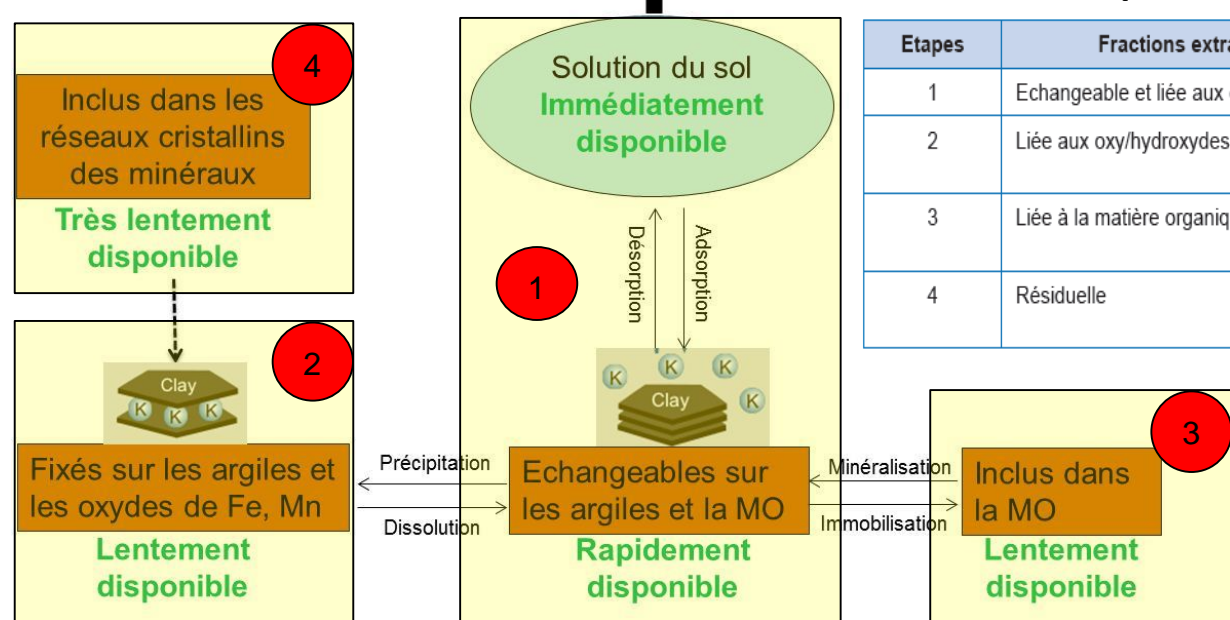 4
Inclus dans les
réseaux cristallins
des minéraux
Très lentement
disponible
2
Clay
K K K
Fixés sur les argiles et
les oxydes de Fe, Mn
Lentement
disponible
Précipitation
Dissolution
Solution du sol
Immédiatement
disponible
1
Désorption
Adsorption
K K K K
Clay
Echangeables sur
les argiles et la MO
Rapidement
disponible
Minéralisation
Immobilisation
3
Inclus dans
la MO
Lentement
disponible
Etapes Fractions
1 Echangeable et liée aux
2 Liée aux oxy/hydroxydes
3 Liée à la matière
4 Résiduelle